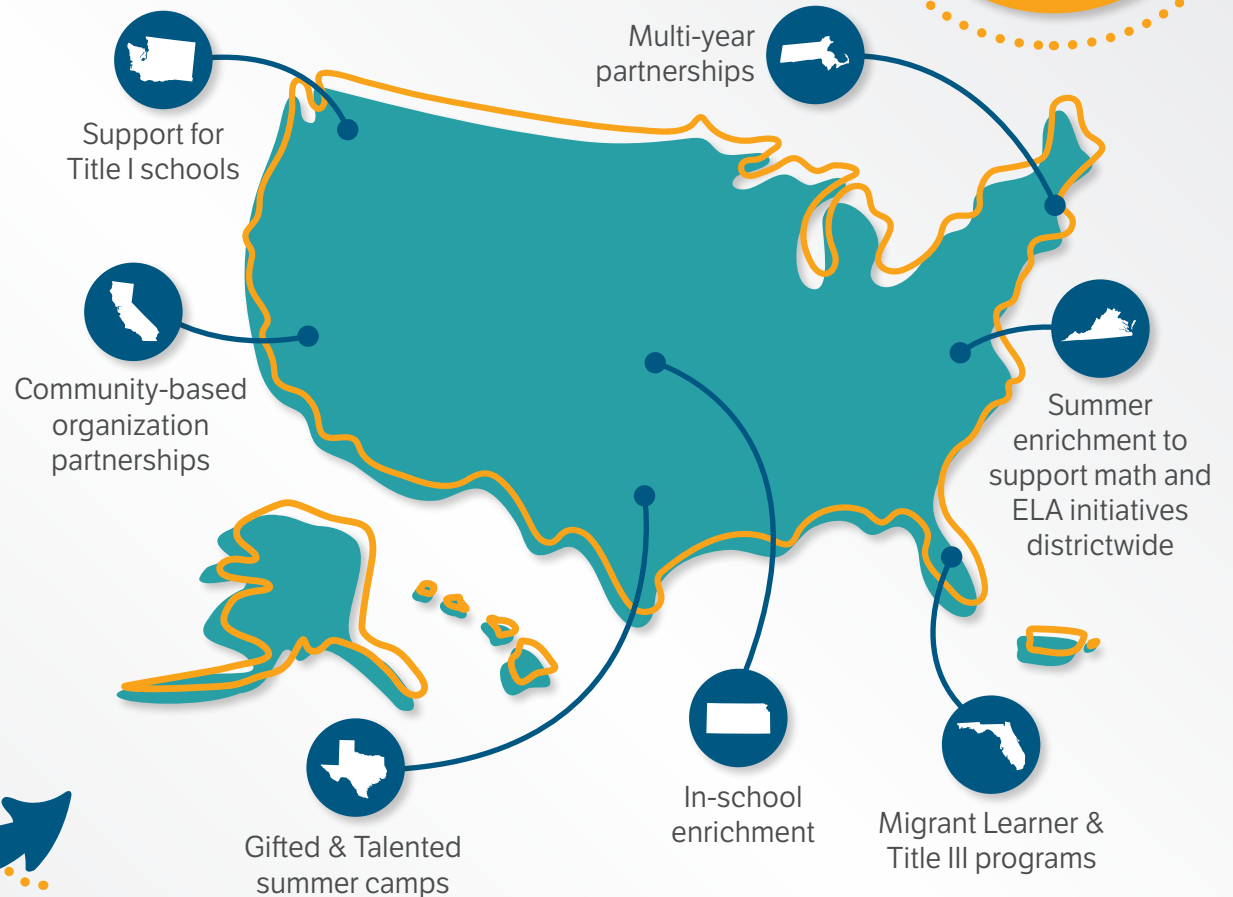 Multi-year
partnerships
Support for
Title I schools
Community-based
organization
partnerships
Summer
enrichment to
support math and
ELA initiatives
districtwide
In-school
enrichment
Migrant Learner &
Title III programs
Gifted & Talented
summer camps